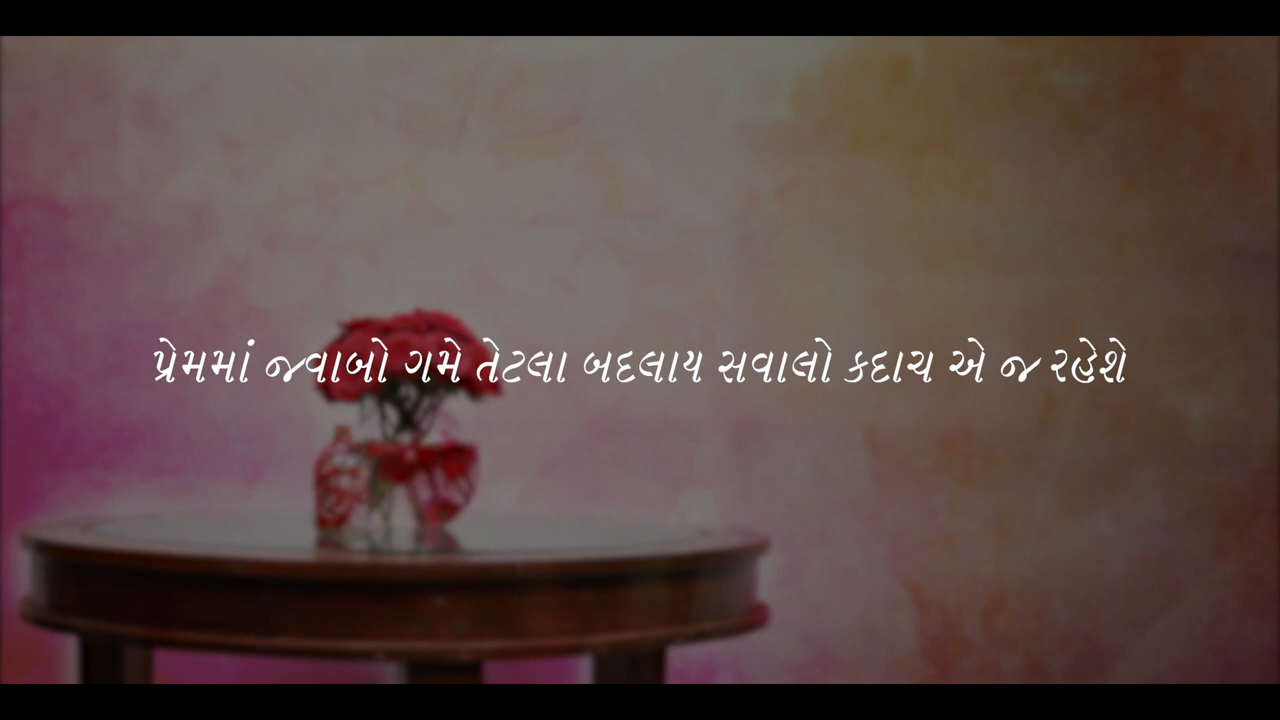 પ્રેમમાં જવાબો ગમે તેટલા બદલાય સવાલો કદાચ એ જ રહેશે